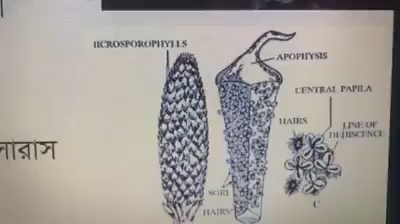 IICROSPOROPHYLLS
APOPHYSIS
CENTRAL PAPILA
HAIRS
LINE OF
DEHISCENCE
লারাস
SORI
HAIRS
C